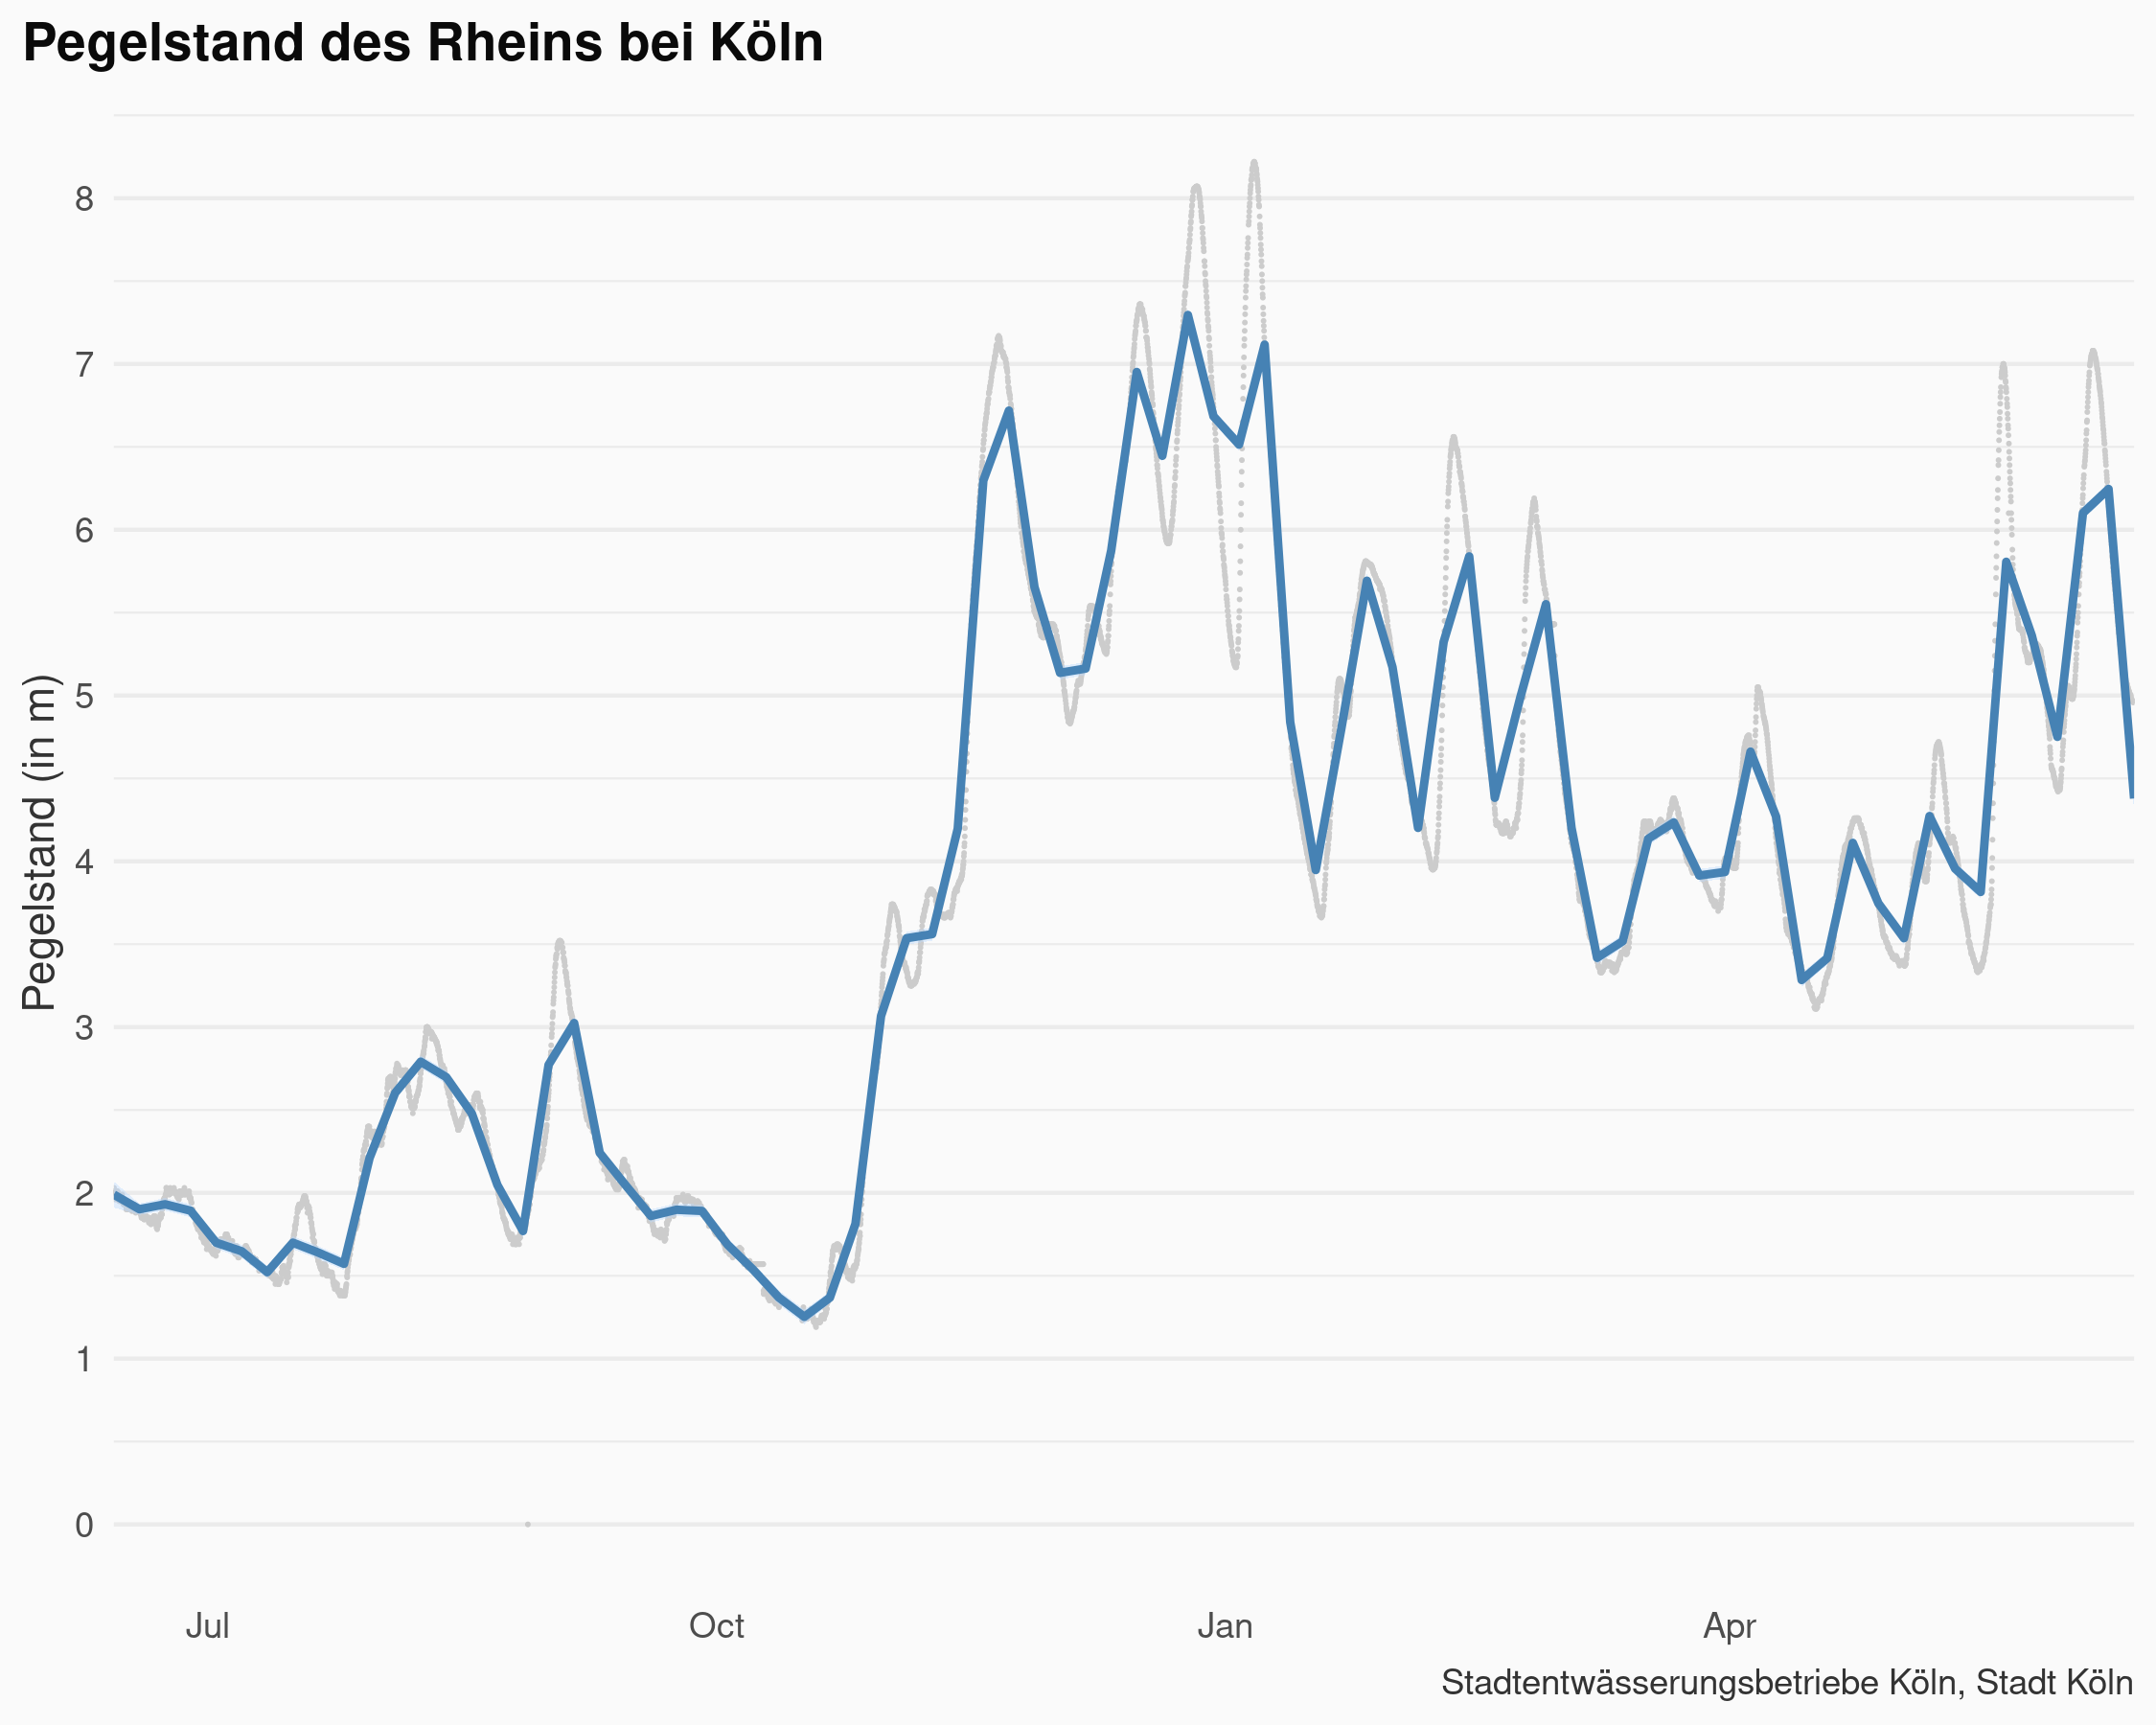 Pegelstand des Rheins bei Köln
Pegelstand (in m)
8
7
6
5
4
3
2
1
0
Jul Oct Jan Apr
Stadtentwässerungsbetriebe Köln, Stadt Köln